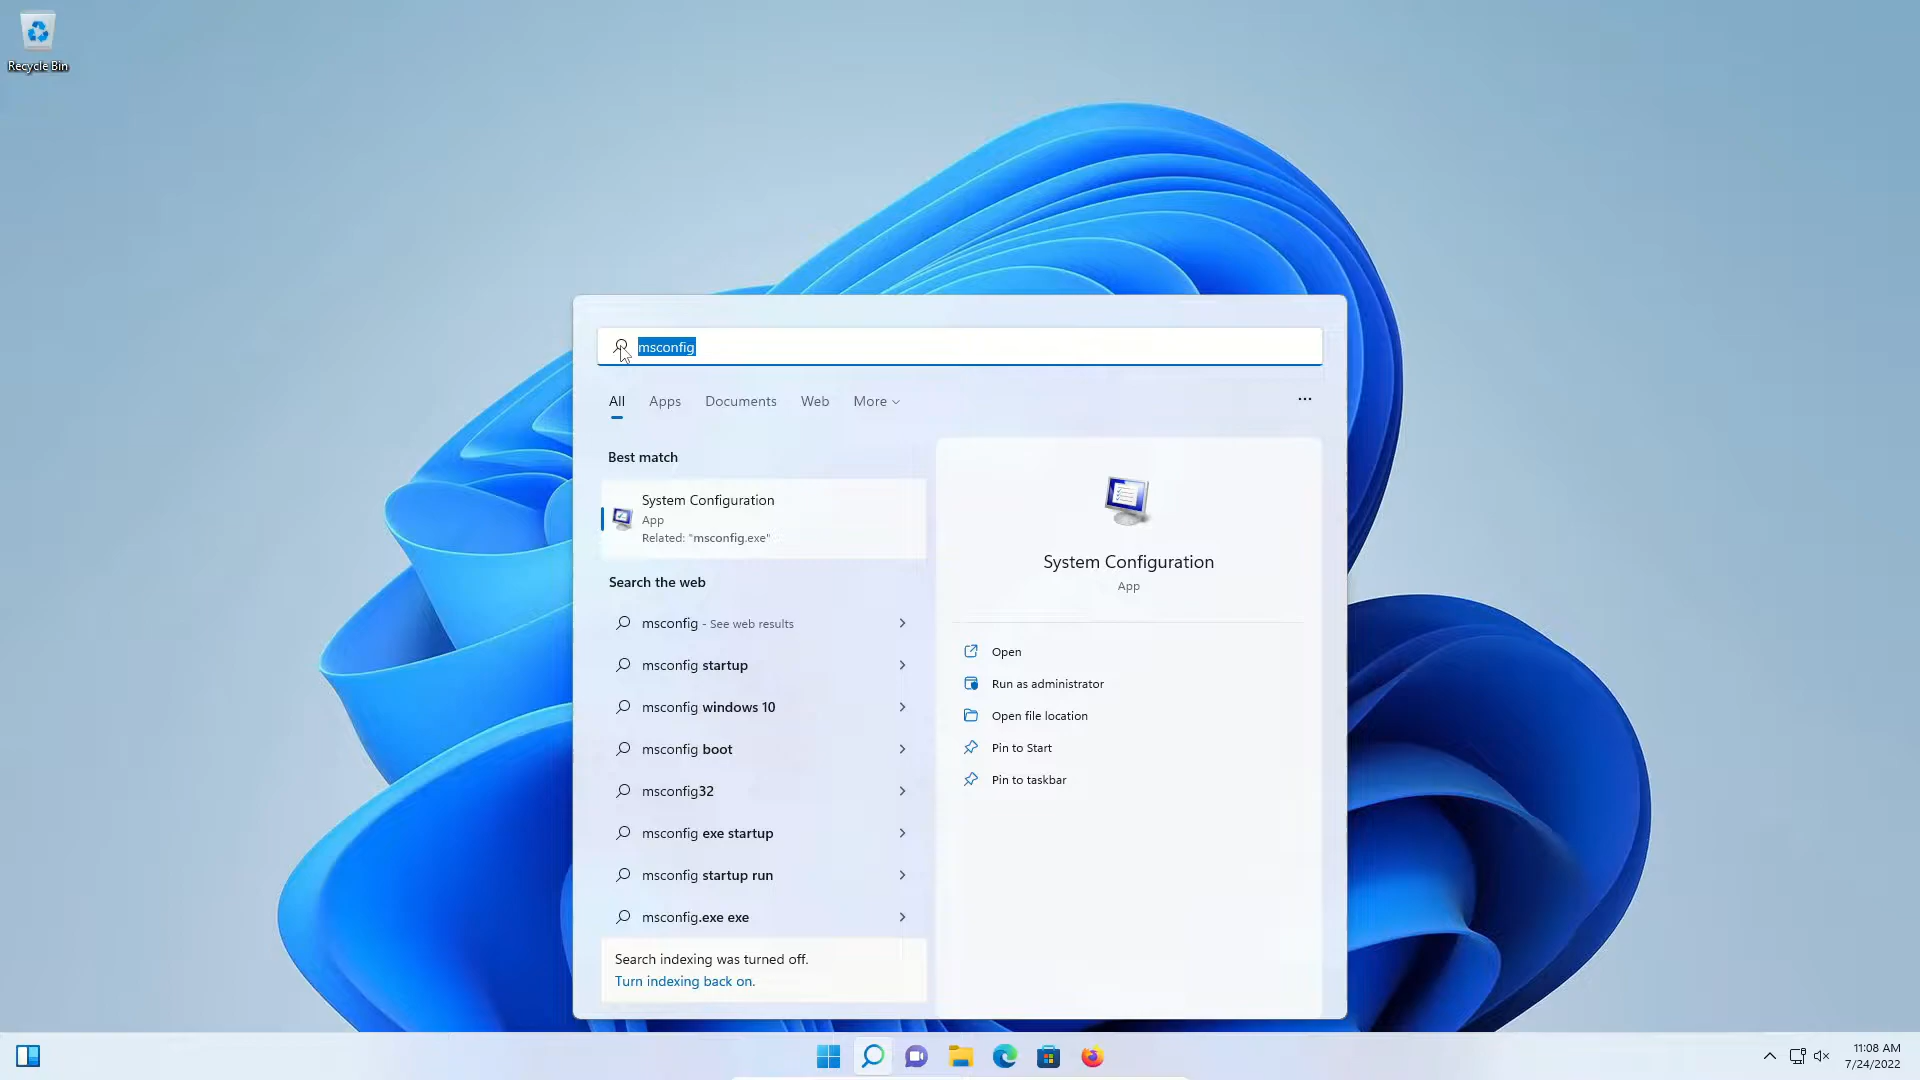 Recycle Bin
msconfig
All
Apps
Documents
Web
More
Best match
System Configuration
App
Related: "msconfig.exe"
Search the web
msconfig - See web results
msconfig startup
msconfig windows 10
msconfig boot
msconfig32
msconfig exe startup
msconfig startup run
msconfig.exe exe
Search indexing was turned off.
Turn indexing back on.
System Configuration
App
Open
Run as administrator
Open file location
Pin to Start
Pin to taskbar
11:08 AM
7/24/2022